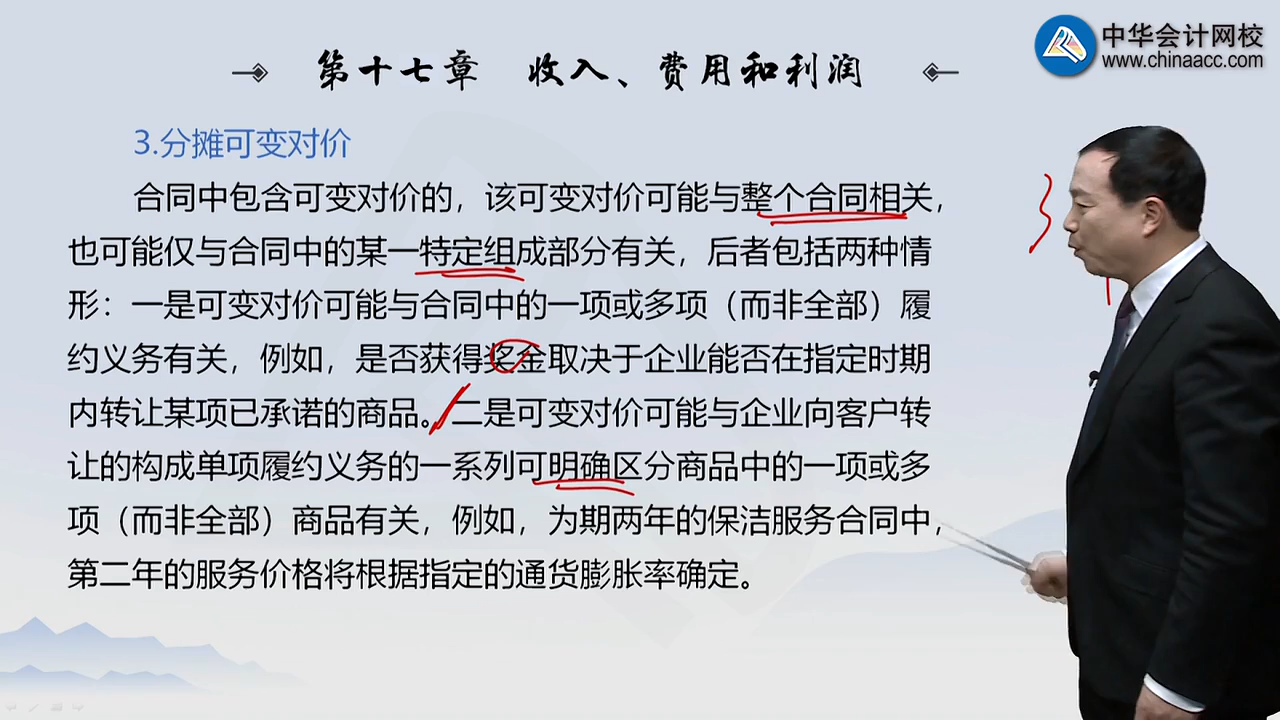 中华会计网校
www.chinaacc.com
第十七章 收入、费用和利润
3.分摊可变对价
合同中包含可变对价的，该可变对价可能与整个合同相关，
也可能仅与合同中的某一特定组成部分有关，后者包括两种情
形：一是可变对价可能与合同中的一项或多项（而非全部）履
约义务有关，例如，是否获得奖金取决于企业能否在指定时期
内转让某项已承诺的商品。二是可变对价可能与企业向客户转
让的构成单项履约义务的一系列可明确区分商品中的一项或多
项（而非全部）商品有关，例如，为期两年的保洁服务合同中，
第二年的服务价格将根据指定的通货膨胀率确定。